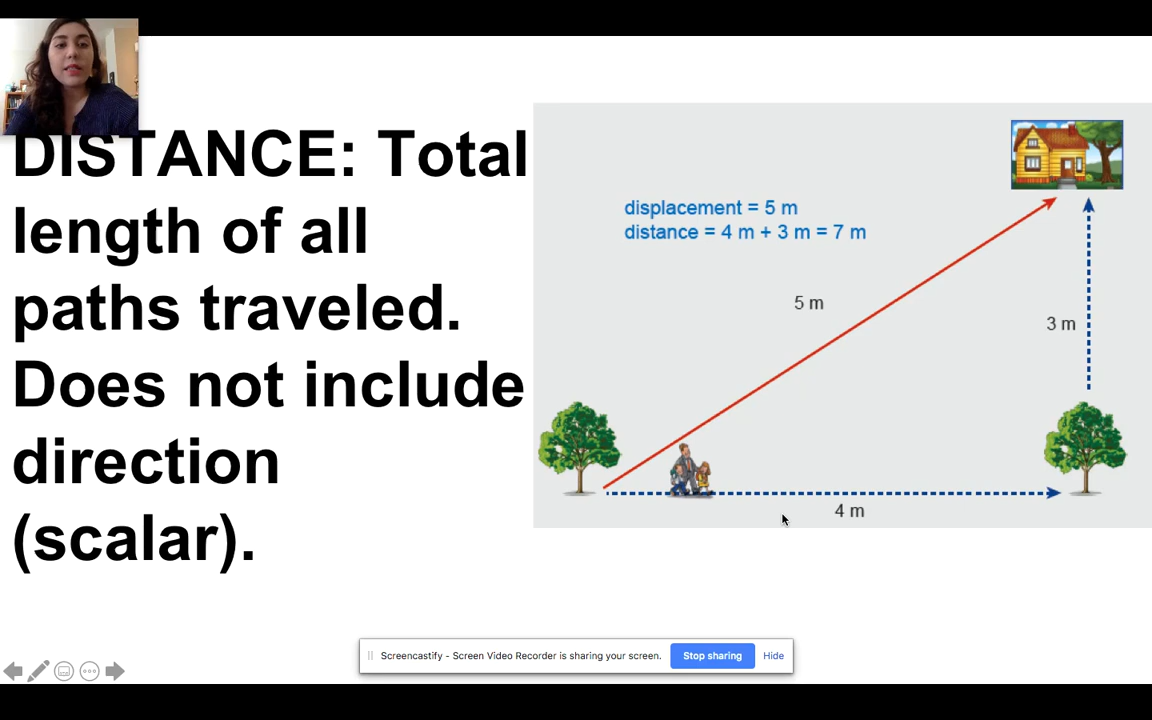 DISTANCE: Total
length of all
paths traveled.
Does not include
direction
(scalar).
displacement = 5 m
distance = 4 m + 3 m = 7 m
5 m
3 m
4 m
Screencastify - Screen Video Recorder is sharing your screen.
Stop sharing
Hide